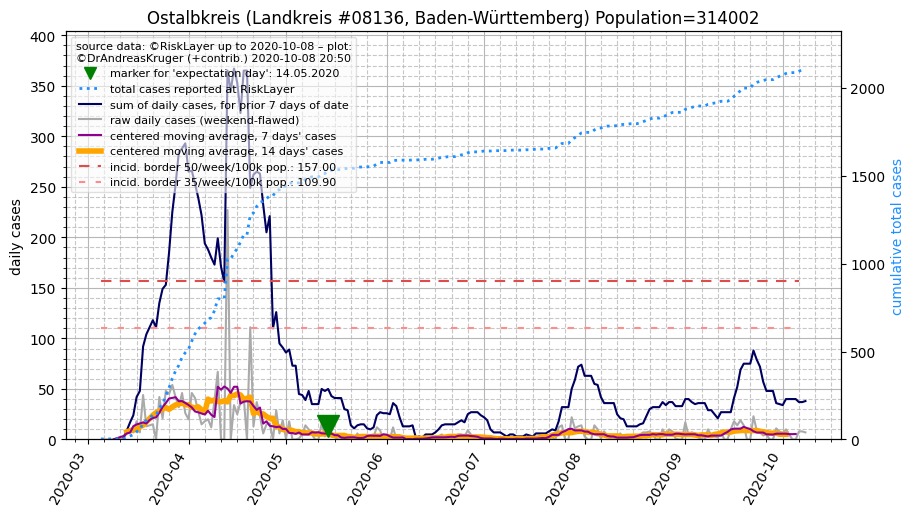 Ostalbkreis (Landkreis #08136, Baden-Württemberg) Population=314002
source data: ©RiskLayer up to 2020-10-08 – plot:
©DrAndreasKruger (+contrib.) 2020-10-08 20:50
marker for 'expectation day': 14.05.2020
total cases reported at RiskLayer
sum of daily cases, for prior 7 days of date
raw daily cases (weekend-flawed)
centered moving average, 7 days' cases
centered moving average, 14 days' cases
incid. border 50/week/100k pop.: 157.00
incid. border 35/week/100k pop.: 109.90
daily cases
400
350
300
250
200
150
100
50
0
cumulative total cases
2000
1500
1000
500
0
2020-03
2020-04
2020-05
2020-06
2020-07
2020-08
2020-09
2020-10